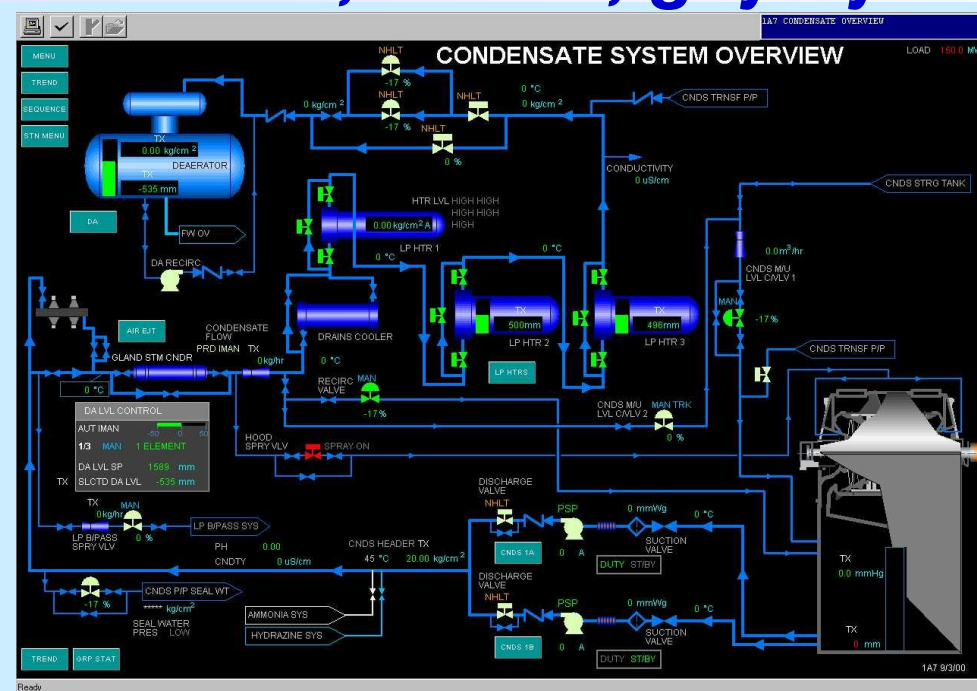 1A7 CONDENSATE OVERVIEW
CONDENSATE SYSTEM OVERVIEW
LOAD 160.0 MW
MENU
TREND
SEQUENCE
STN MENU
NHLT
-17 %
NHLT
-17 %
NHLT
NHLT
0 %
0 kg/cm 2
0 °C
0 kg/cm 2
CNDS TRNSF P/P
TX
0.00 kg/cm 2
DEAERATOR
TX
-535 mm
DA
FW OV
DA RECIRC
CONDUCTIVITY
0 uS/cm
CNDS STRG TANK
HTR LVL HIGH HIGH
HIGH HIGH
HIGH
0.00 kg/cm2 A
LP HTR 1
0 °C
0 °C
0.0m3/hr
CNDS M/U
LVL C/VLV 1
MAN
-17 %
CNDS TRNSF P/P
DRAINS COOLER
TX
500mm
LP HTR 2
TX
496mm
LP HTR 3
LP HTRS
AIR EJT
CONDENSATE
FLOW
PRD IMAN TX
0kg/hr
GLAND STM CNDR
0 °C
0 °C
RECIRC
VALVE
MAN
-17%
CNDS M/U
LVL C/VLV 2
MAN TRK
0 %
DA LVL CONTROL
AUT IMAN
-50 0 50
1/3 MAN 1 ELEMENT
DA LVL SP 1589 mm
TX SLCTD DA LVL -535 mm
HOOD
SPRY VLV
SPRAY ON
TX
0kg/hr
MAN
LP B/PASS
SPRY VLV
0 %
LP B/PASS SYS
PH 0.00
CNDTY 0 uS/cm
CNDS HEADER TX
45 °C 20.00 kg/cm2
DISCHARGE
VALVE
NHLT
PSP
0 mmWg
0 °C
CNDS 1A
0 A
SUCTION
VALVE
DUTY ST/BY
DISCHARGE
VALVE
NHLT
PSP
0 mmWg
0 °C
CNDS 1B
0 A
SUCTION
VALVE
DUTY ST/BY
TX
0.0 mmHg
TX
0 mm
-17 %
CNDS P/P SEAL WT
***** kg/cm2
SEAL WATER
PRES LOW
AMMONIA SYS
HYDRAZINE SYS
TREND
GRP STAT
1A7 9/3/00
Ready